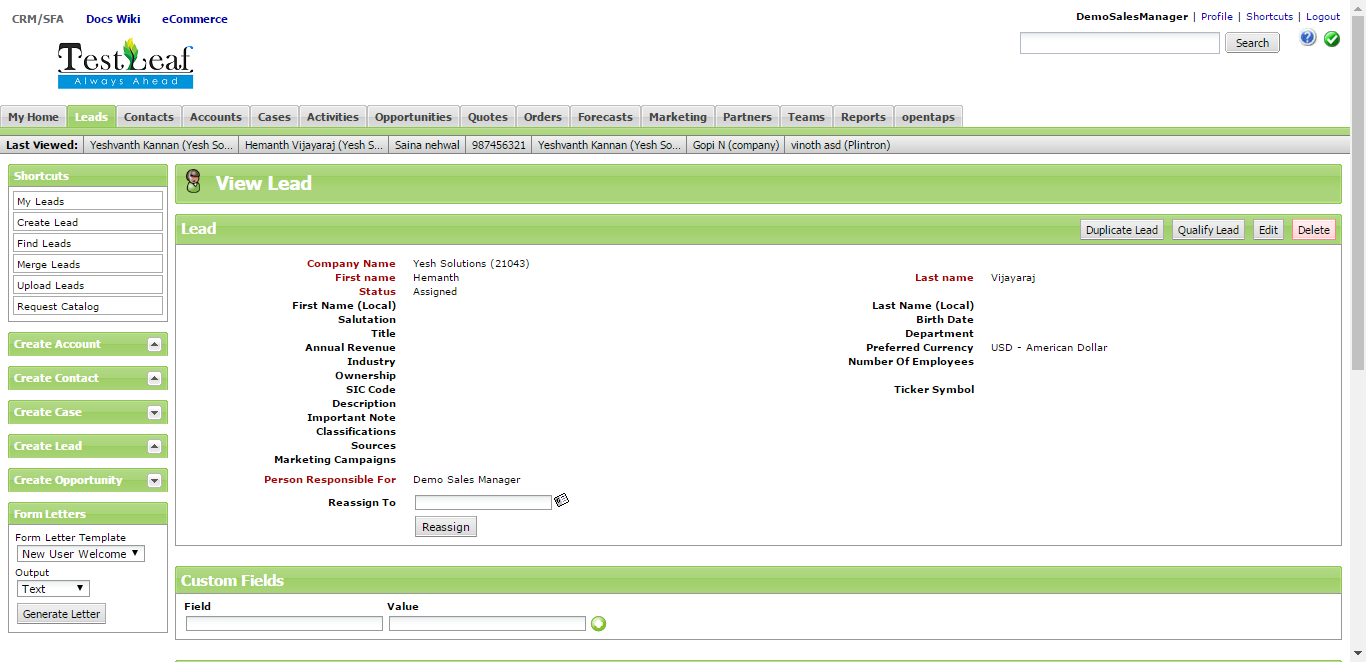 CRM/SFA Docs Wiki eCommerce
DemoSalesManager | Profile | Shortcuts | Logout
TestLeaf
Always Ahead
Search
My Home Leads Contacts Accounts Cases Activities Opportunities Quotes Orders Forecasts Marketing Partners Teams Reports opentaps
Last Viewed: Yeshvanth Kannan (Yesh So... Hemanth Vijayaraj (Yesh S... Saina nehwal 987456321 Yeshvanth Kannan (Yesh So... Gopi N (company) vinoth asd (Plintron)
Shortcuts
My Leads
Create Lead
Find Leads
Merge Leads
Upload Leads
Request Catalog
Create Account
Create Contact
Create Case
Create Lead
Create Opportunity
Form Letters
Form Letter Template
New User Welcome
Output
Text
Generate Letter
View Lead
Lead Duplicate Lead Qualify Lead Edit Delete
Company Name Yesh Solutions (21043)
First name Hemanth Last name Vijayaraj
Status Assigned
First Name (Local) Last Name (Local)
Salutation Birth Date
Title Department
Annual Revenue Preferred Currency USD - American Dollar
Industry Number Of Employees
Ownership
SIC Code Ticker Symbol
Description
Important Note
Classifications
Sources
Marketing Campaigns
Person Responsible For Demo Sales Manager
Reassign To
Reassign
Custom Fields
Field Value